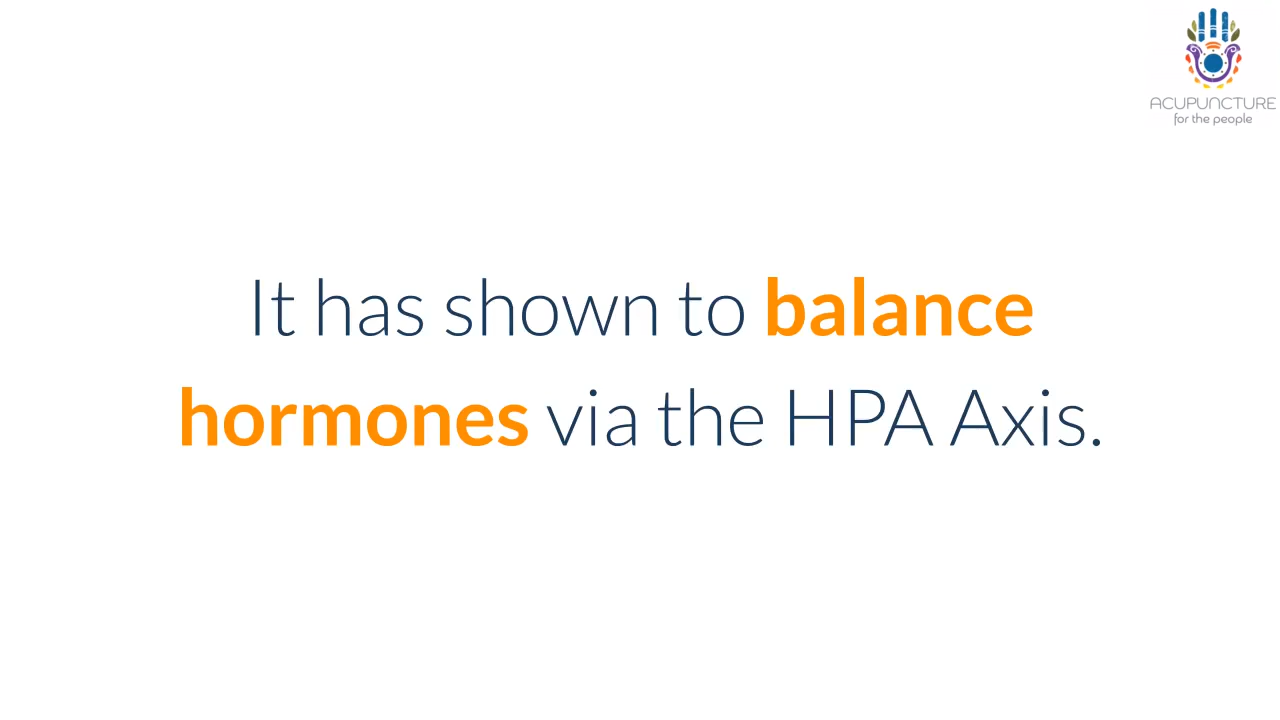 ACUPUNCTURE
for the people
It has shown to balance
hormones via the HPA Axis.